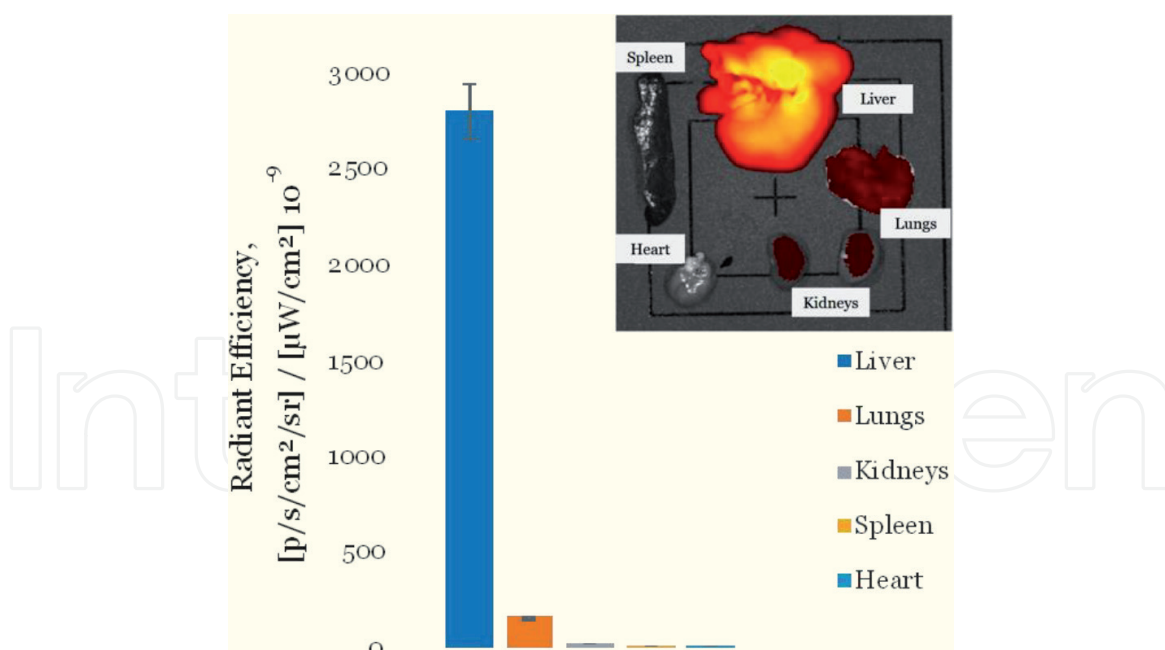 3000
2500
2000
1500
1000
500
0
Radiant Efficiency,
[p/s/cm²/sr] / [µW/cm²] 10⁻⁹
Spleen
Liver
Lungs
Heart
Kidneys
Liver
Lungs
Kidneys
Spleen
Heart